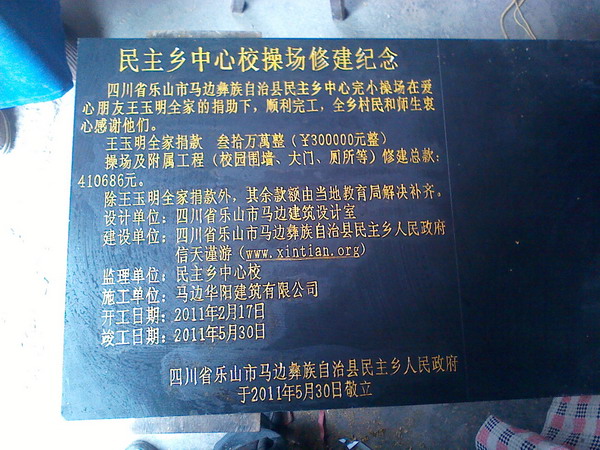 民主乡中心校操场修建纪念
四川省乐山市马边彝族自治县民主乡中心完小操场在爱
心朋友王玉明全家的捐助下，顺利完工，全乡村民和师生衷
心感谢他们。
王玉明全家捐款　叁拾万萬整（￥300000元整）
操场及附属工程（校园围墙、大门、厕所等）修建总款：
410686元。
除王玉明全家捐款外，其余款额由当地教育局解决补齐。
设计单位：四川省乐山市马边建筑设计室
建设单位：四川省乐山市马边彝族自治县民主乡人民政府
信天谨游（www.xintian.org）
监理单位：民主乡中心校
施工单位：马边华阳建筑有限公司
开工日期：2011年2月17日
竣工日期：2011年5月30日
四川省乐山市马边彝族自治县民主乡人民政府
于2011年5月30日敬立